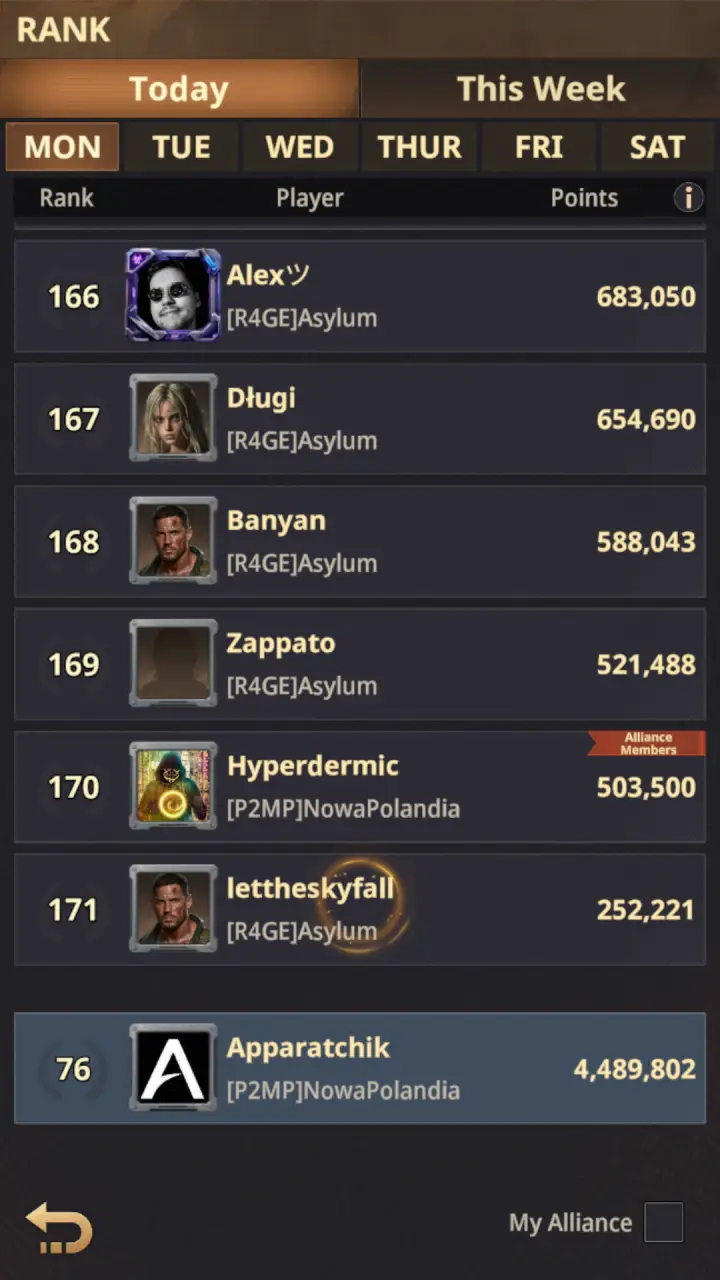 RANK
Today
This Week
MON
TUE
WED
THUR
FRI
SAT
Rank
Player
Points
i
166
Alexツ
[R4GE]Asylum
683,050
167
Długi
[R4GE]Asylum
654,690
168
Banyan
[R4GE]Asylum
588,043
169
Zappato
[R4GE]Asylum
521,488
Alliance
Members
170
Hyperdermic
[P2MP]NowaPolandia
503,500
171
lettheskyfall
[R4GE]Asylum
252,221
76
Apparatchik
[P2MP]NowaPolandia
4,489,802
My Alliance